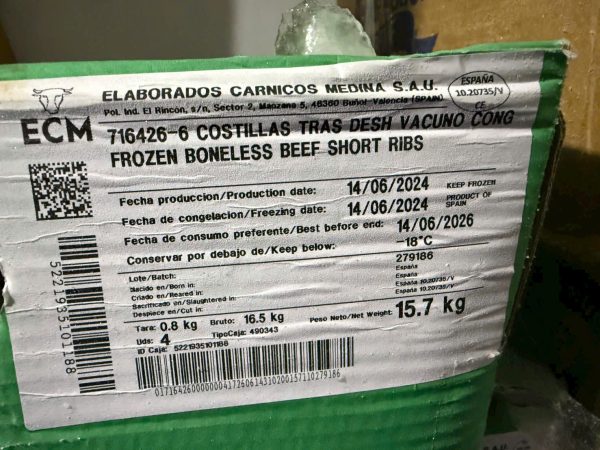 ELABORADOS CARNICOS MEDINA S.A.U.
Pol. Ind. El Rincón, s/n, Sector 2, Manzana 5, 46360 Buñol-Valencia (SPAIN)
ESPAÑA
10.20735/V
CE
ECM
716426-6 COSTILLAS TRAS DESH VACUNO CONG
FROZEN BONELESS BEEF SHORT RIBS
Fecha produccion/Production date: 14/06/2024 KEEP FROZEN
Fecha de congelacion/Freezing date: 14/06/2024 PRODUCT OF SPAIN
Fecha de consumo preferente/Best before end: 14/06/2026
Conservar por debajo de/Keep below: -18°C
Lote/Batch: 279186
Nacido en/Born in: España
Criado en/Reared in: España
Sacrificado en/Slaughtered in: España 10.20735/V
Despiece en/Cut in: España 10.20735/V
Tara: 0.8 kg Bruto: 16.5 kg Peso Neto/Net Weight: 15.7 kg
Uds: 4 TipoCaja: 490343
ID Caja: 5221935101188
5221935101188
017164260000000417260614310200157110279186